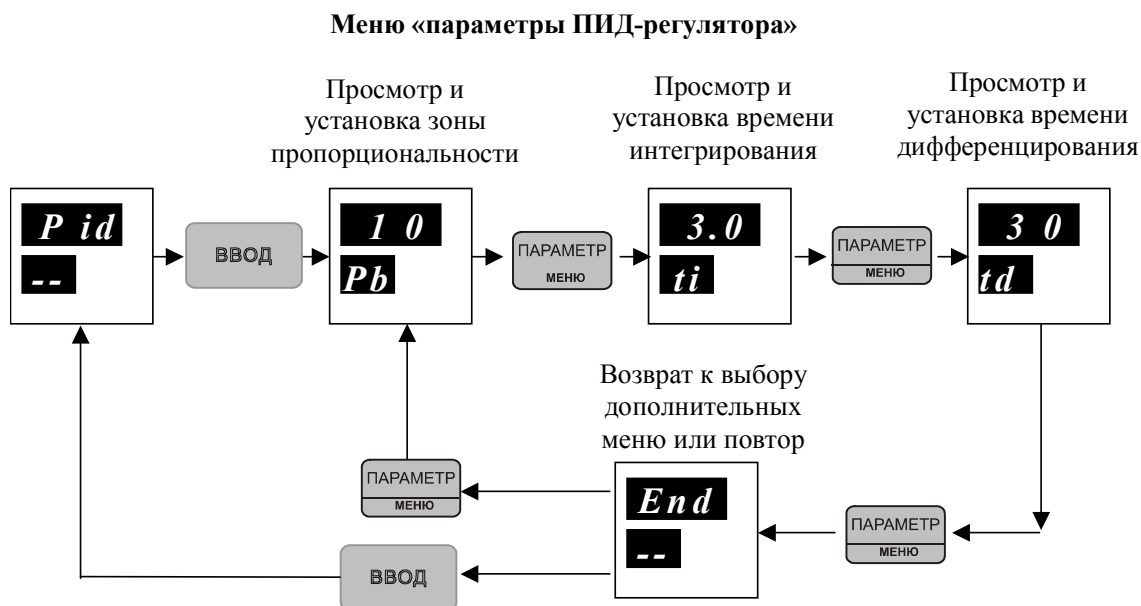 Меню «параметры ПИД-регулятора»
Просмотр и
установка зоны
пропорциональности
Просмотр и
установка времени
интегрирования
Просмотр и
установка времени
дифференцирования
P id
--
ВВОД
1 0
Pb
ПАРАМЕТР
МЕНЮ
3.0
ti
ПАРАМЕТР
МЕНЮ
3 0
td
Возврат к выбору
дополнительных
меню или повтор
ПАРАМЕТР
МЕНЮ
End
--
ПАРАМЕТР
МЕНЮ
ВВОД